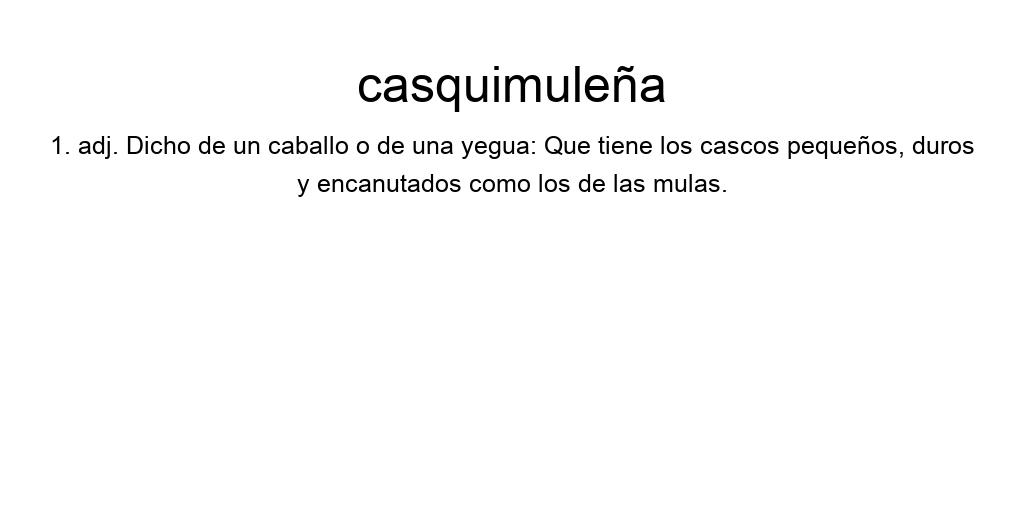 casquimuleña
1. adj. Dicho de un caballo o de una yegua: Que tiene los cascos pequeños, duros
y encanutados como los de las mulas.